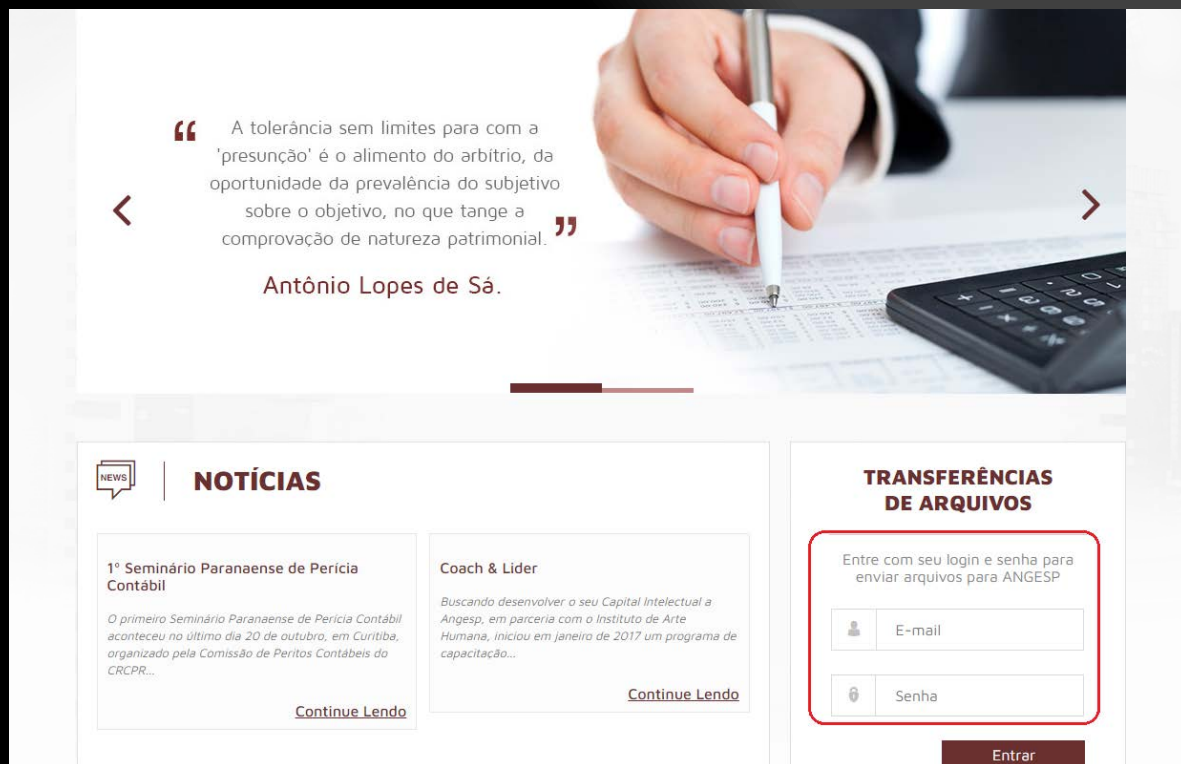 “ A tolerância sem limites para com a
'presunção' é o alimento do arbítrio, da
oportunidade da prevalência do subjetivo
sobre o objetivo, no que tange a
comprovação de natureza patrimonial. ”
Antônio Lopes de Sá.
NEWS
NOTÍCIAS
1º Seminário Paranaense de Perícia
Contábil
O primeiro Seminário Paranaense de Perícia Contábil
aconteceu no último dia 20 de outubro, em Curitiba,
organizado pela Comissão de Peritos Contábeis do
CRCPR...
Continue Lendo
Coach & Lider
Buscando desenvolver o seu Capital Intelectual a
Angesp, em parceria com o Instituto de Arte
Humana, iniciou em janeiro de 2017 um programa de
capacitação...
Continue Lendo
TRANSFERÊNCIAS
DE ARQUIVOS
Entre com seu login e senha para
enviar arquivos para ANGESP
E-mail
Senha
Entrar